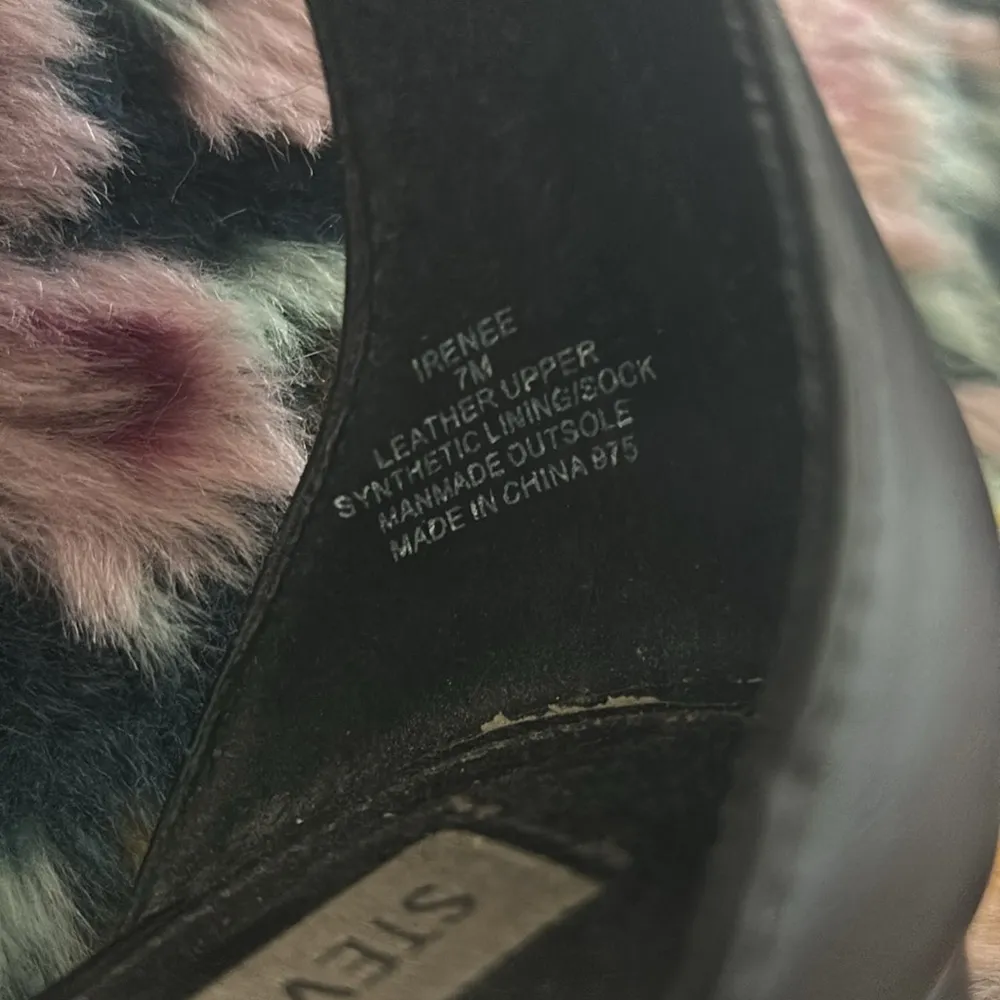 IRENEE
7M
LEATHER UPPER
SYNTHETIC LINING/SOCK
MANMADE OUTSOLE
MADE IN CHINA 875
STEV